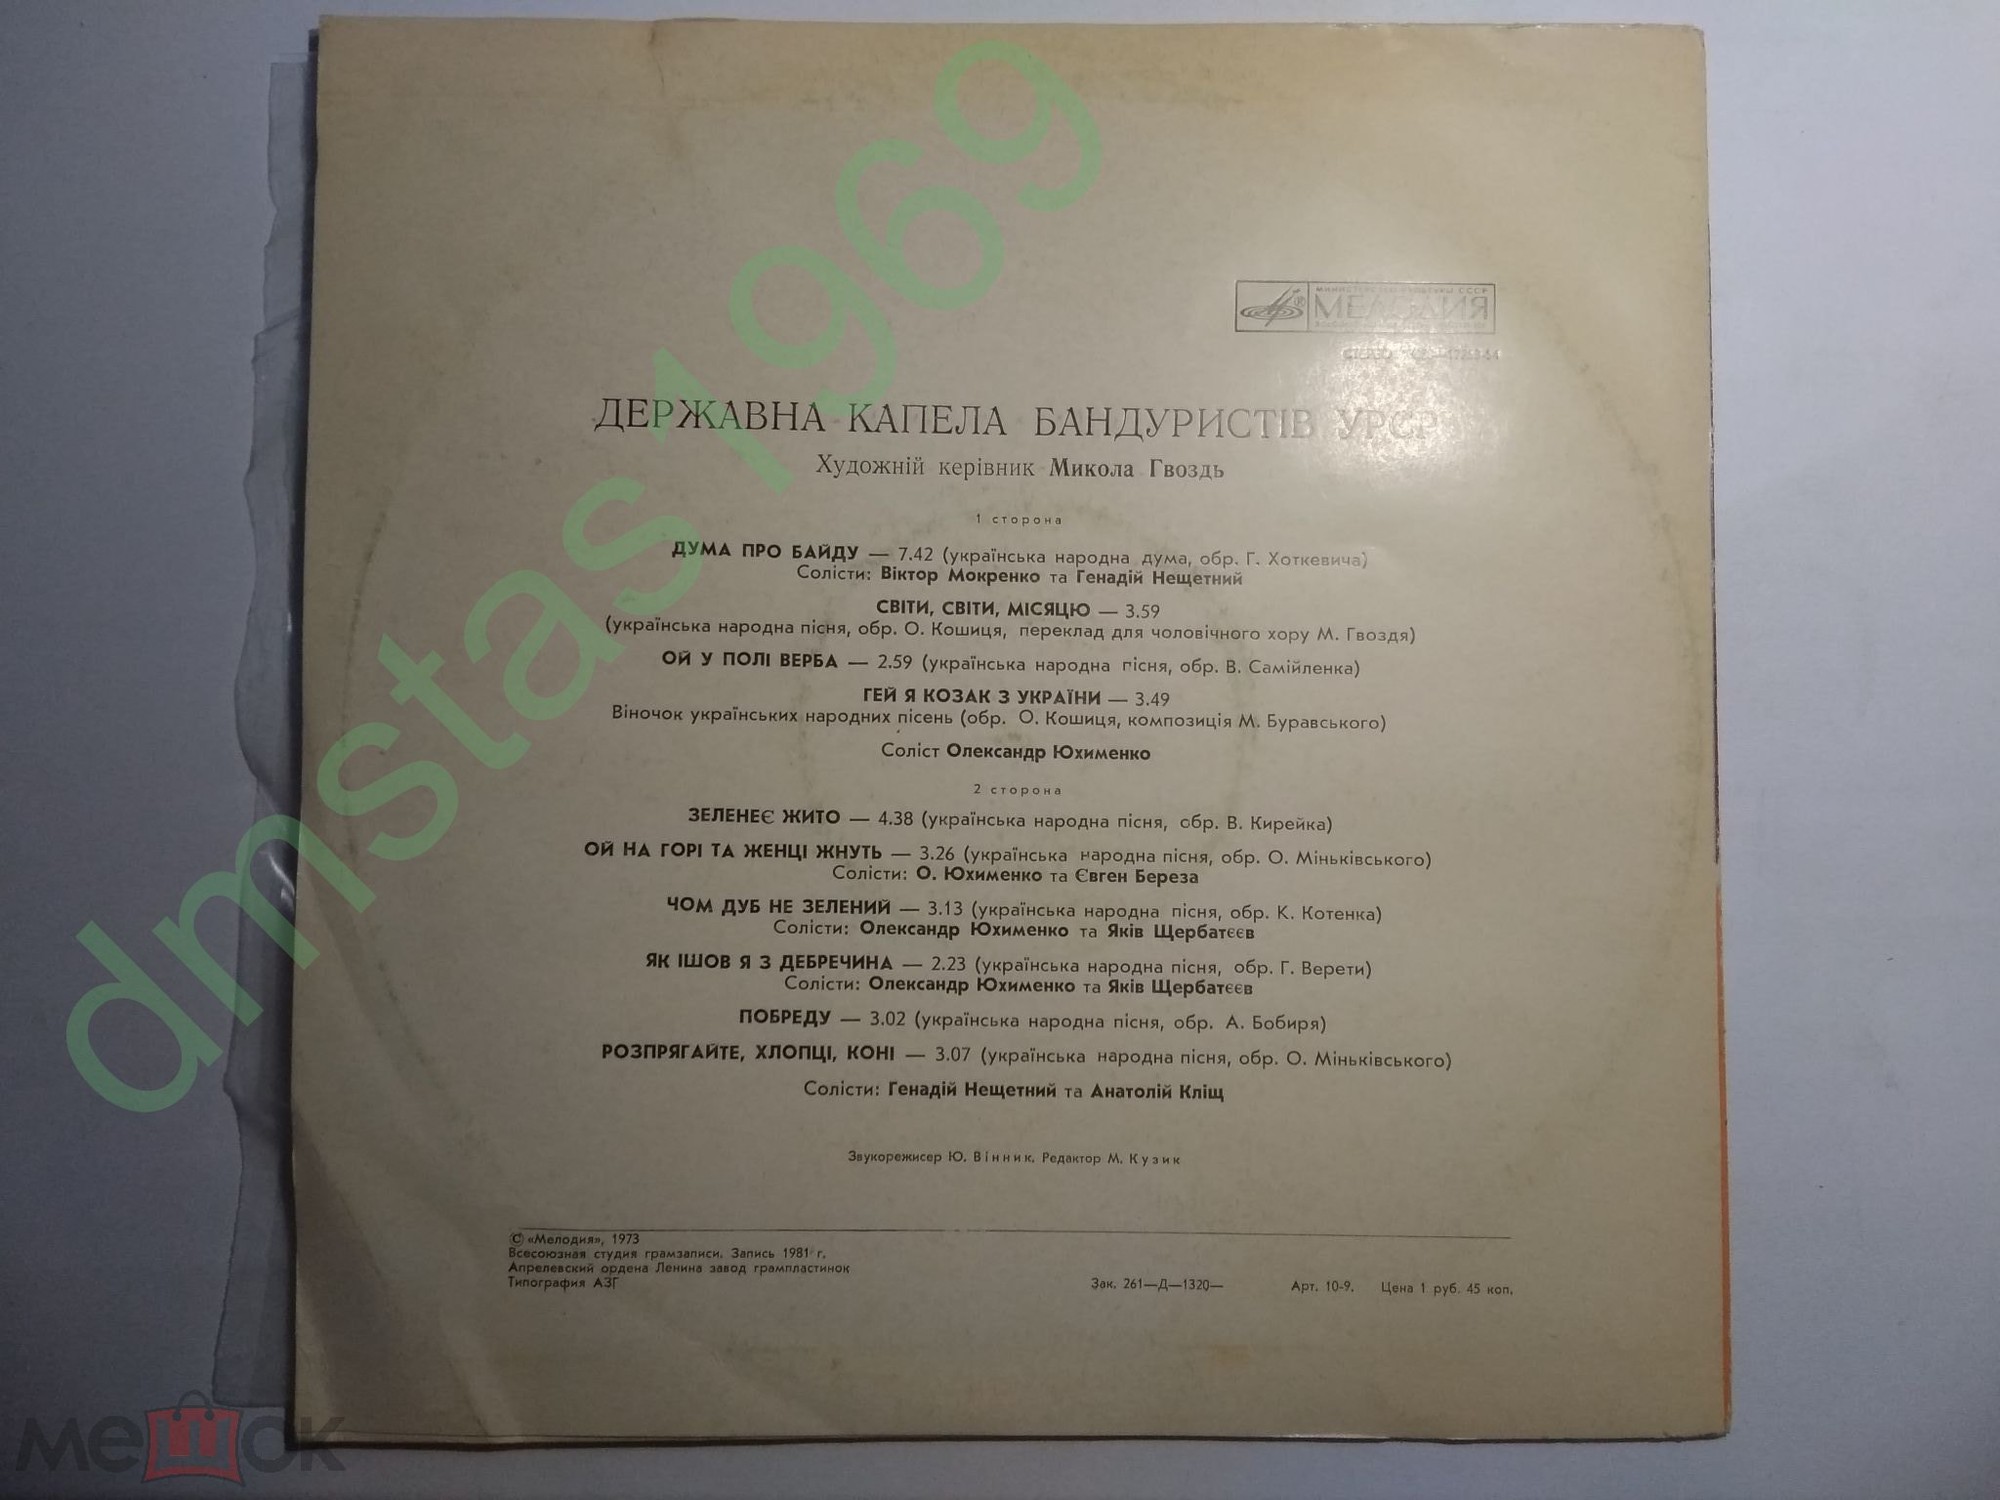 МЕЛОДИЯ
СТЕРЕО
ДЕРЖАВНА КАПЕЛА БАНДУРИСТІВ УРСР
Художній керівник Микола Гвоздь
1 сторона
ДУМА ПРО БАЙДУ — 7.42 (українська народна дума, обр. Г. Хоткевича)
Солісти: Віктор Мокренко та Генадій Нещетний
СВІТИ, СВІТИ, МІСЯЦЮ — 3.59
(українська народна пісня, обр. О. Кошиця, переклад для чоловічного хору М. Гвоздя)
ОЙ У ПОЛІ ВЕРБА — 2.59 (українська народна пісня, обр. В. Самійленка)
ГЕЙ Я КОЗАК З УКРАЇНИ — 3.49
Віночок українських народних пісень (обр. О. Кошиця, композиція М. Буравського)
Соліст Олександр Юхименко
2 сторона
ЗЕЛЕНЕЄ ЖИТО — 4.38 (українська народна пісня, обр. В. Кирейка)
ОЙ НА ГОРІ ТА ЖЕНЦІ ЖНУТЬ — 3.26 (українська народна пісня, обр. О. Міньківського)
Солісти: О. Юхименко та Євген Береза
ЧОМ ДУБ НЕ ЗЕЛЕНИЙ — 3.13 (українська народна пісня, обр. К. Котенка)
Солісти: Олександр Юхименко та Яків Щербатєєв
ЯК ІШОВ Я З ДЕБРЕЧИНА — 2.23 (українська народна пісня, обр. Г. Верети)
Солісти: Олександр Юхименко та Яків Щербатєєв
ПОБРЕДУ — 3.02 (українська народна пісня, обр. А. Бобиря)
РОЗПРЯГАЙТЕ, ХЛОПЦІ, КОНІ — 3.07 (українська народна пісня, обр. О. Міньківського)
Солісти: Генадій Нещетний та Анатолій Кліщ
Звукорежисер Ю. Вінник. Редактор М. Кузик
© «Мелодия», 1973
Всесоюзная студия грамзаписи. Запись 1981 г.
Апрелевский ордена Ленина завод грампластинок
Типография АЗГ
Зак. 261—Д—1320— Арт. 10-9. Цена 1 руб. 45 коп.
dmstas1969
мешок